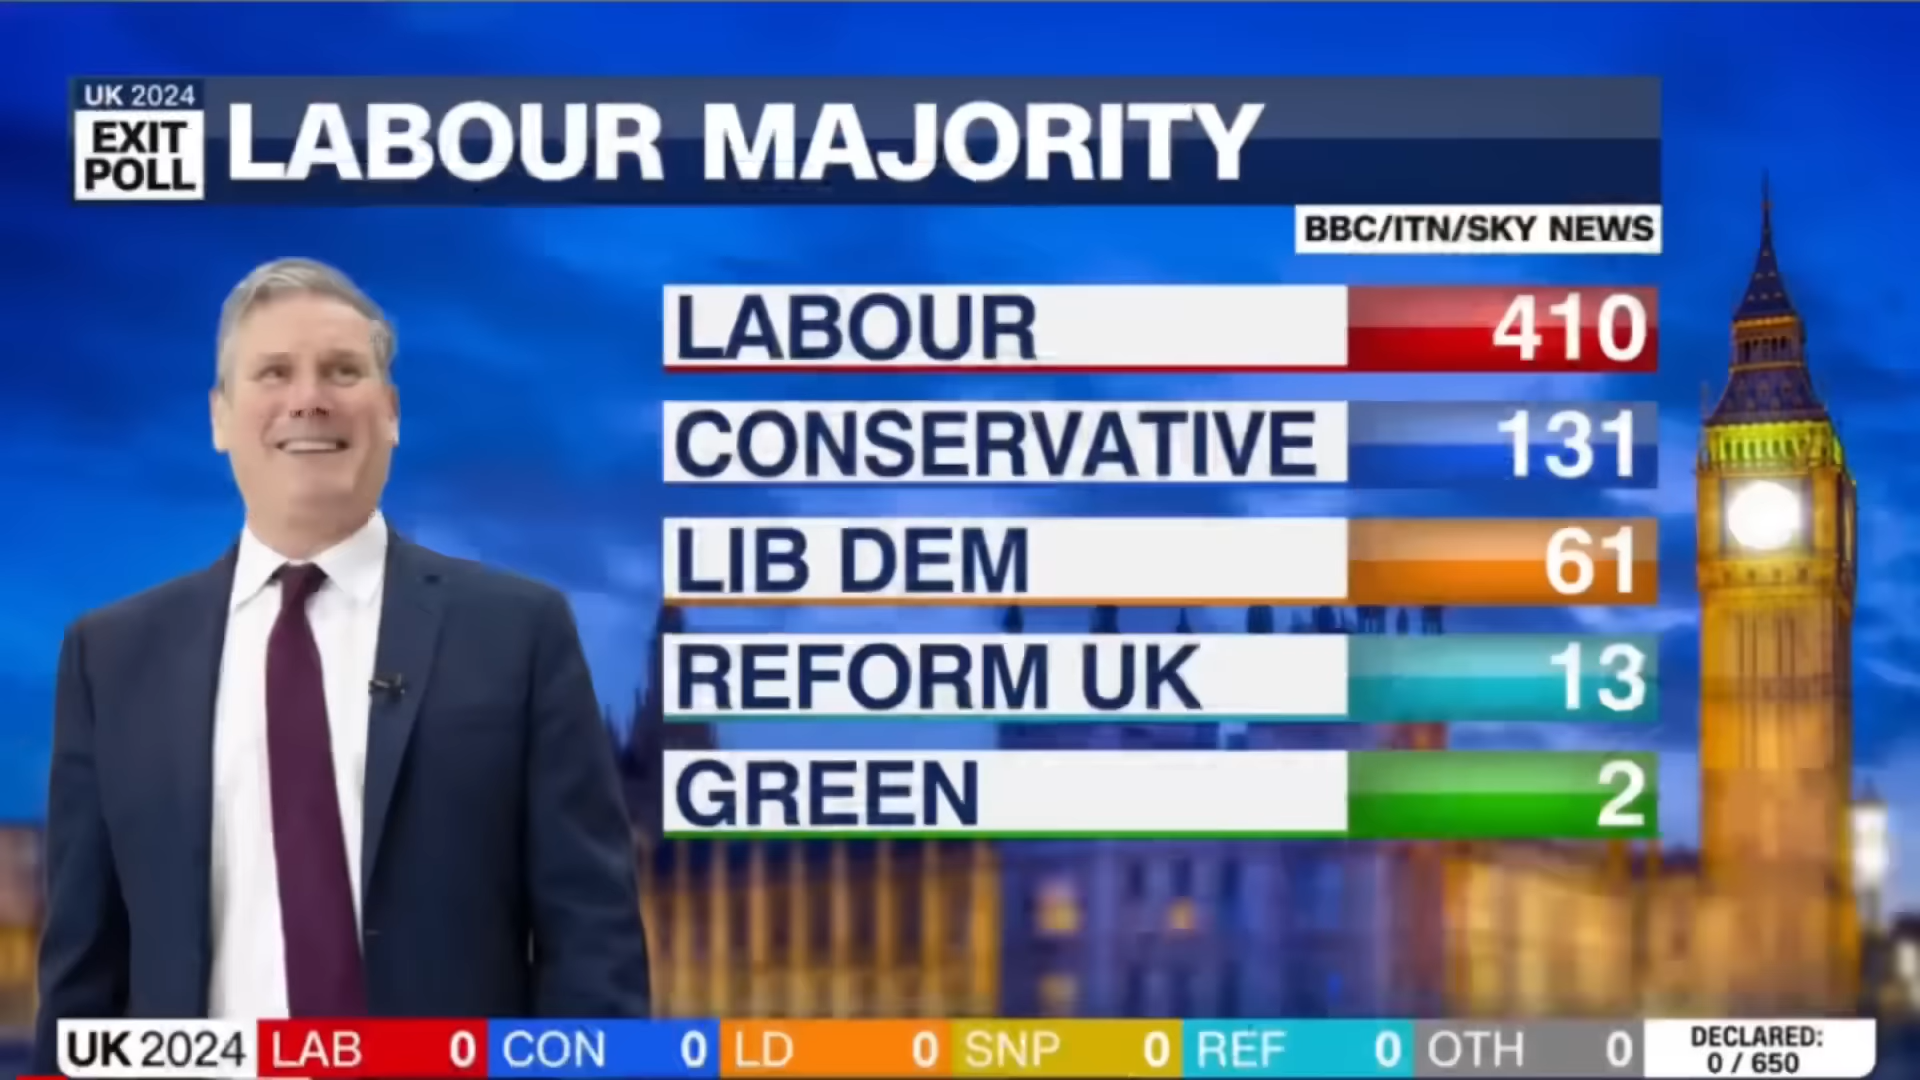 UK 2024
EXIT
POLL
LABOUR MAJORITY
BBC/ITN/SKY NEWS
LABOUR 410
CONSERVATIVE 131
LIB DEM 61
REFORM UK 13
GREEN 2
UK 2024 LAB 0 CON 0 LD 0 SNP 0 REF 0 OTH 0
DECLARED:
0 / 650